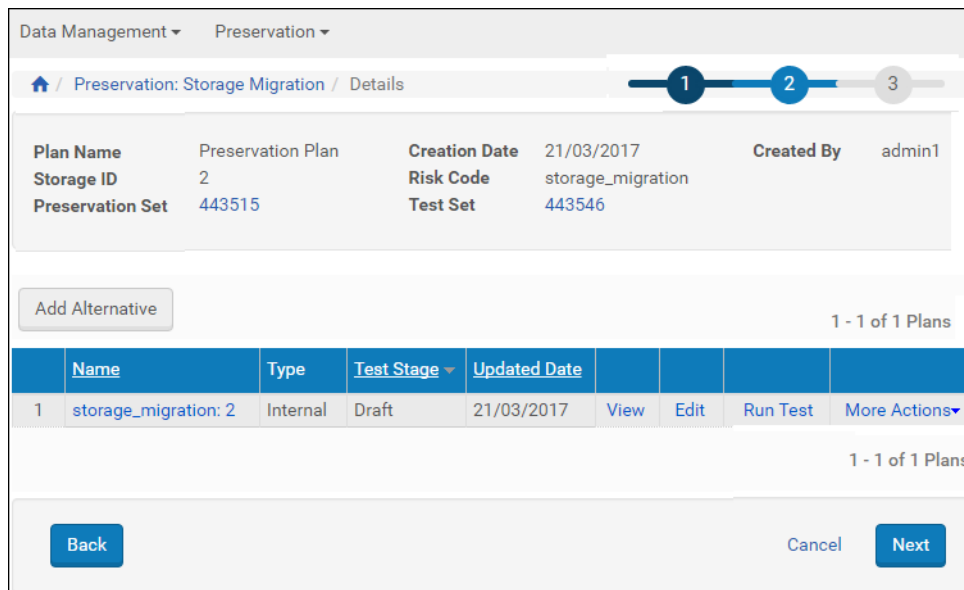 Data Management Preservation
/ Preservation: Storage Migration / Details 1 2 3
Plan Name Preservation Plan Creation Date 21/03/2017 Created By admin1
Storage ID 2 Risk Code storage_migration
Preservation Set 443515 Test Set 443546
Add Alternative
1 - 1 of 1 Plans
Name Type Test Stage Updated Date
1 storage_migration: 2 Internal Draft 21/03/2017 View Edit Run Test More Actions
1 - 1 of 1 Plans
Back Cancel Next